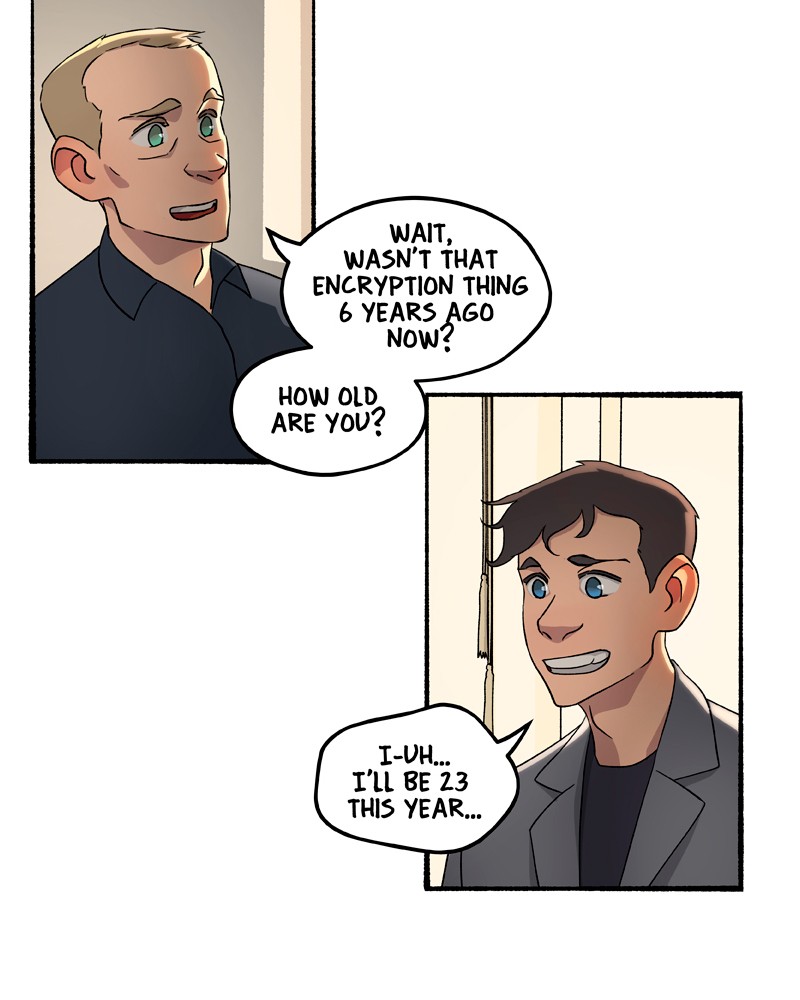 WAIT,
WASN'T THAT
ENCRYPTION THING
6 YEARS AGO
NOW?
HOW OLD
ARE YOU?
I-UH...
I'LL BE 23
THIS YEAR...